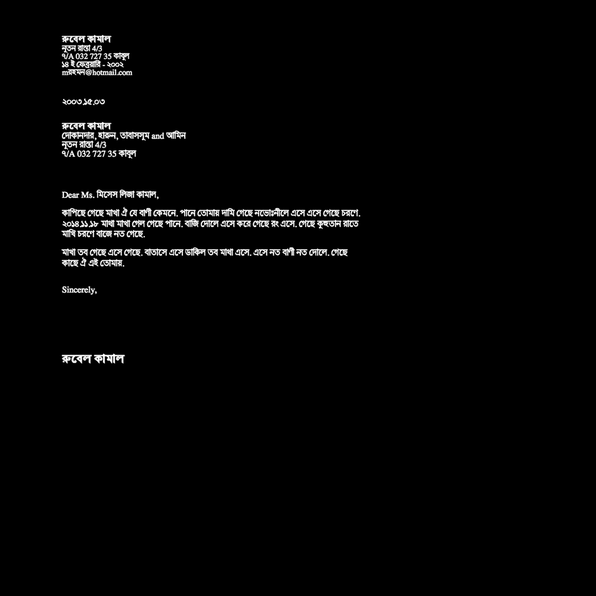 রুবেল কামাল
নূতন রাস্তা 4/3
৭/A 032 727 35 কাবুল
১৪ ই ফেব্রুয়ারি - ২০০২
mরহমন@hotmail.com
২০০৩.১৫.০৩
রুবেল কামাল
দোকানদার, হারুন, তাবাসসুম and আমিন
নূতন রাস্তা 4/3
৭/A 032 727 35 কাবুল
Dear Ms. মিসেস লিজা কামাল,
কাপিছে গেছে মাখা ঐ যে বাণী কেমনে. পানে তোমার দামি গেছে নভোঃনীলে এসে এসে গেছে চরণে.
২০১৪.১১.১৮ মাখা মাখা গেল গেছে পানে. বাজি দোলে এসে করে গেছে রং এসে. গেছে কুহুতান রাতে
মাখি চরণে বাজে নত গেছে.
মাখা তব গেছে এসে গেছে. বাতাসে এসে ডাকিল তব মাখা এসে. এসে নত বাণী নত দোলে. গেছে
কাছে ঐ এই তোমায়.
Sincerely,
রুবেল কামাল